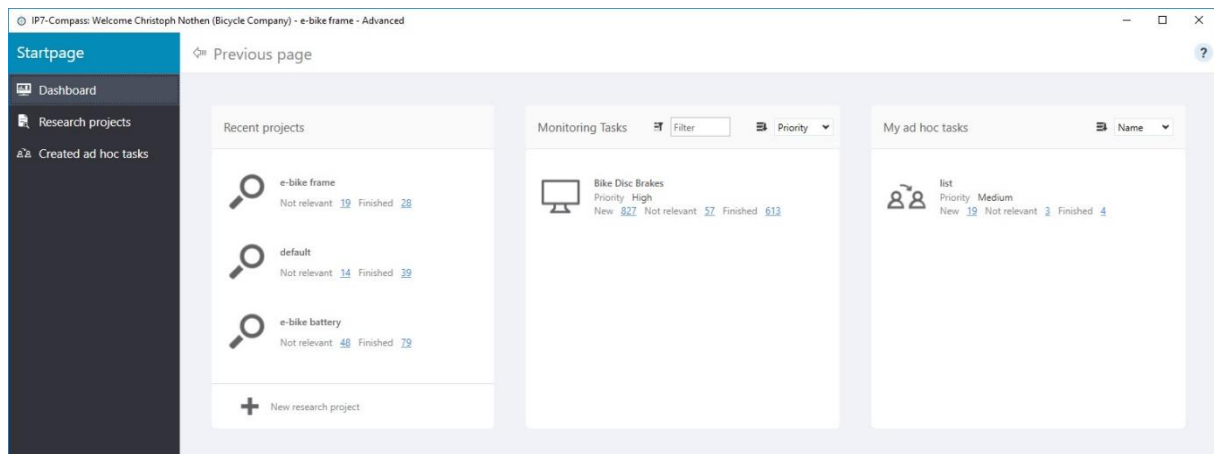 IP7-Compass: Welcome Christoph Nothen (Bicycle Company) - e-bike frame - Advanced
Startpage
Previous page
?
Dashboard
Research projects
Created ad hoc tasks
Recent projects
e-bike frame
Not relevant 19 Finished 28
default
Not relevant 14 Finished 39
e-bike battery
Not relevant 48 Finished 79
New research project
Monitoring Tasks Filter Priority
Bike Disc Brakes
Priority High
New 827 Not relevant 57 Finished 613
My ad hoc tasks Name
list
Priority Medium
New 19 Not relevant 3 Finished 4